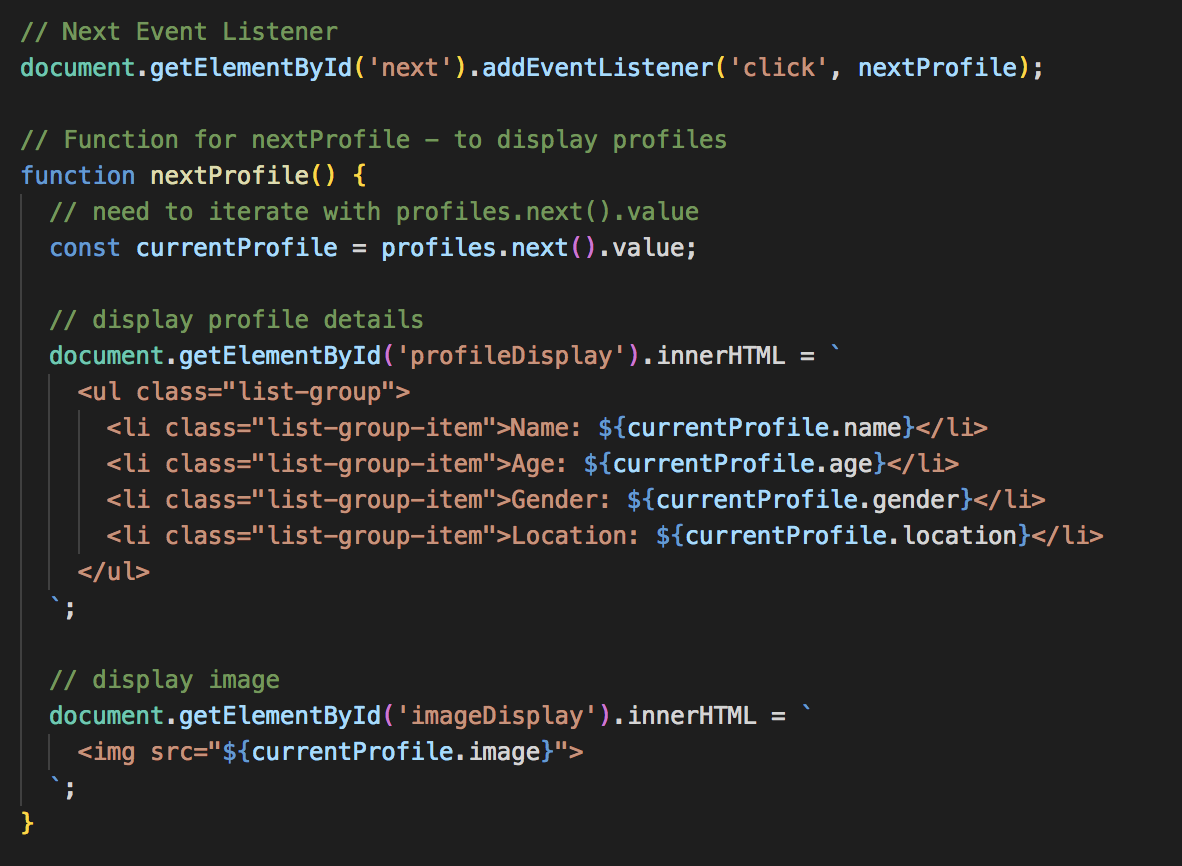 // Next Event Listener
document.getElementById('next').addEventListener('click', nextProfile);
// Function for nextProfile – to display profiles
function nextProfile() {
// need to iterate with profiles.next().value
const currentProfile = profiles.next().value;
// display profile details
document.getElementById('profileDisplay').innerHTML = `
<ul class="list-group">
<li class="list-group-item">Name: ${currentProfile.name}</li>
<li class="list-group-item">Age: ${currentProfile.age}</li>
<li class="list-group-item">Gender: ${currentProfile.gender}</li>
<li class="list-group-item">Location: ${currentProfile.location}</li>
</ul>
`;
// display image
document.getElementById('imageDisplay').innerHTML = `
<img src="${currentProfile.image}">
`;
}